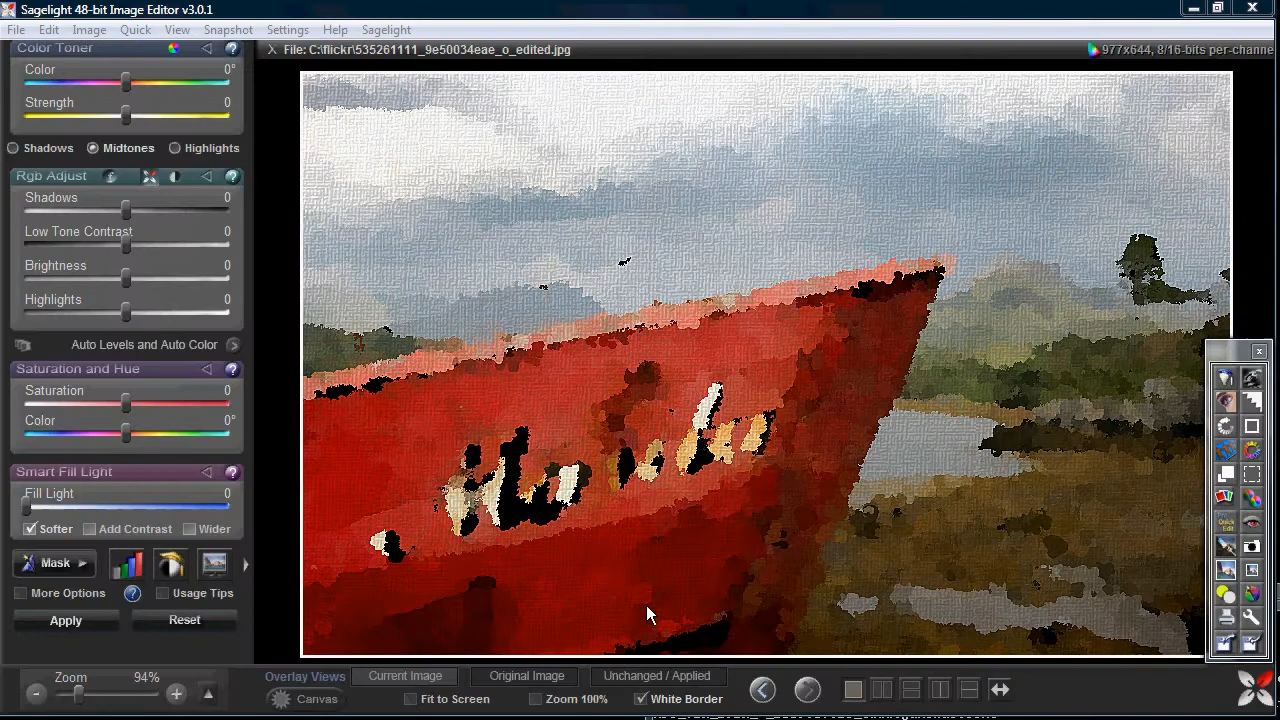 Sagelight 48-bit Image Editor v3.0.1
File Edit Image Quick View Snapshot Settings Help Sagelight
File: C:\flickr\535261111_9e50034eae_o_edited.jpg
977x644, 8/16-bits per-channe
Color Toner
Color 0°
Strength 0
Shadows Midtones Highlights
Rgb Adjust
Shadows 0
Low Tone Contrast 0
Brightness 0
Highlights 0
Auto Levels and Auto Color
Saturation and Hue
Saturation 0
Color 0°
Smart Fill Light
Fill Light 0
Softer Add Contrast Wider
Mask
More Options Usage Tips
Apply Reset
Quick Edit
Zoom 94%
Overlay Views Current Image Original Image Unchanged / Applied
Canvas Fit to Screen Zoom 100% White Border